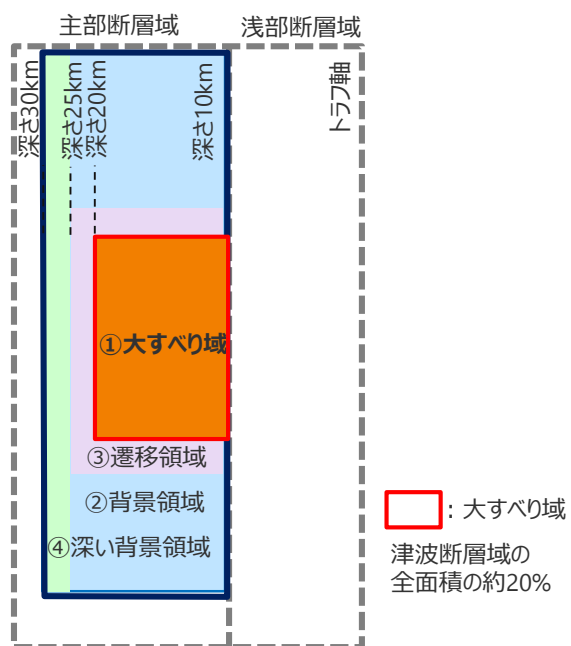 主部断層域
浅部断層域
深さ30km
深さ25km
深さ20km
深さ10km
トラフ軸
①大すべり域
③遷移領域
②背景領域
④深い背景領域
：大すべり域
津波断層域の
全面積の約20%